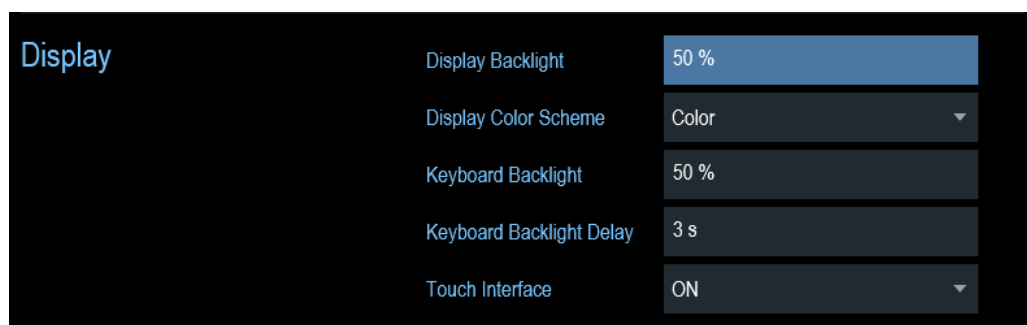 Display
Display Backlight 50 %
Display Color Scheme Color
Keyboard Backlight 50 %
Keyboard Backlight Delay 3 s
Touch Interface ON